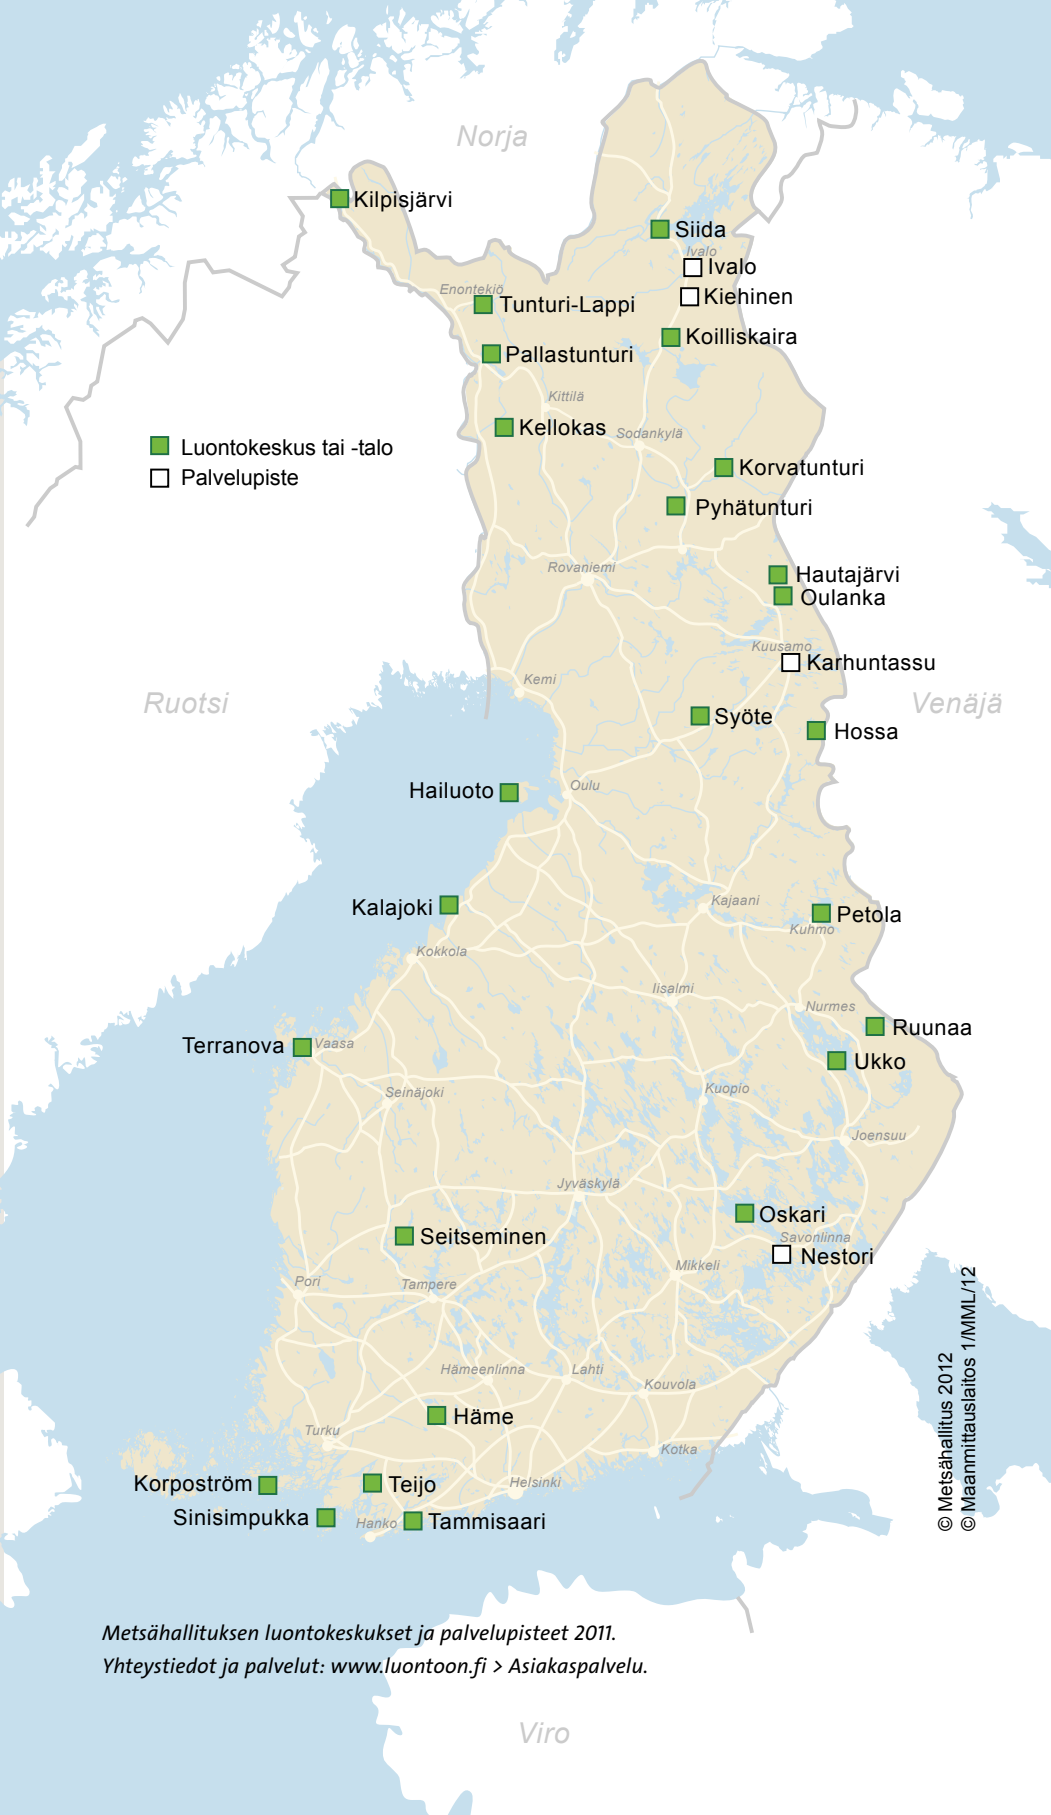 Norja
Kilpisjärvi
Siida
Ivalo
Ivalo
Kiehinen
Enontekiö
Tunturi-Lappi
Koilliskaira
Pallastunturi
Kittilä
Kellokas
Sodankylä
Luontokeskus tai -talo
Palvelupiste
Korvatunturi
Pyhätunturi
Rovaniemi
Hautajärvi
Oulanka
Kuusamo
Karhuntassu
Kemi
Ruotsi
Venäjä
Syöte
Hossa
Hailuoto
Oulu
Kajaani
Kalajoki
Petola
Kuhmo
Kokkola
Iisalmi
Nurmes
Ruunaa
Terranova
Vaasa
Ukko
Kuopio
Seinäjoki
Joensuu
Jyväskylä
Oskari
Seitseminen
Savonlinna
Nestori
Mikkeli
Pori
Tampere
Hämeenlinna
Lahti
Kouvola
Häme
Turku
Kotka
Korpoström
Teijo
Helsinki
Sinisimpukka
Hanko
Tammisaari
© Metsähallitus 2012
© Maanmittauslaitos 1/MML/12
Metsähallituksen luontokeskukset ja palvelupisteet 2011.
Yhteystiedot ja palvelut: www.luontoon.fi > Asiakaspalvelu.
Viro